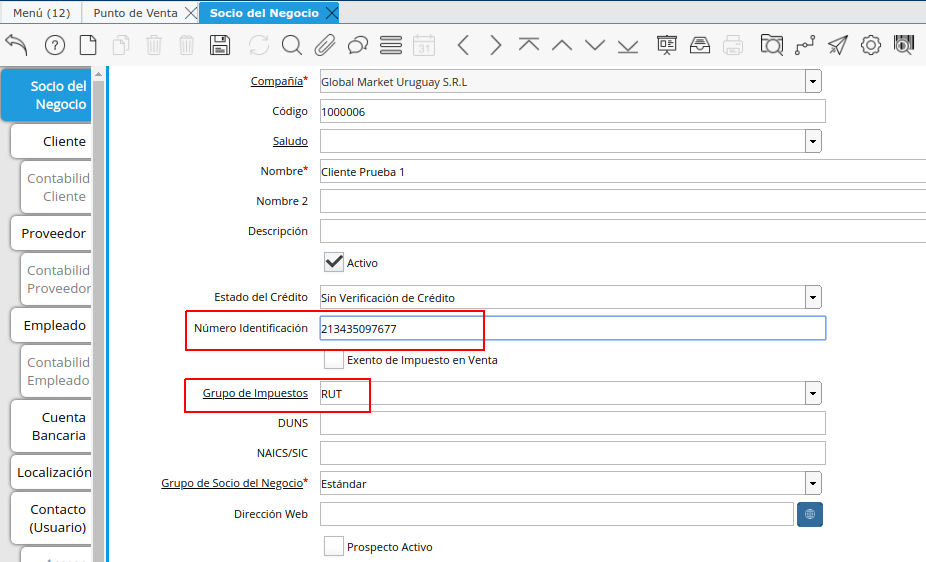 Menú (12)
Punto de Venta
Socio del Negocio
31
Socio del
Negocio
Cliente
Contabilid
Cliente
Proveedor
Contabilid
Proveedor
Empleado
Contabilid
Empleado
Cuenta
Bancaria
Localización
Contacto
(Usuario)
Compañía* Global Market Uruguay S.R.L
Código 1000006
Saludo
Nombre* Cliente Prueba 1
Nombre 2
Descripción
Activo
Estado del Crédito Sin Verificación de Crédito
Número Identificación 213435097677
Exento de Impuesto en Venta
Grupo de Impuestos RUT
DUNS
NAICS/SIC
Grupo de Socio del Negocio* Estándar
Dirección Web
Prospecto Activo